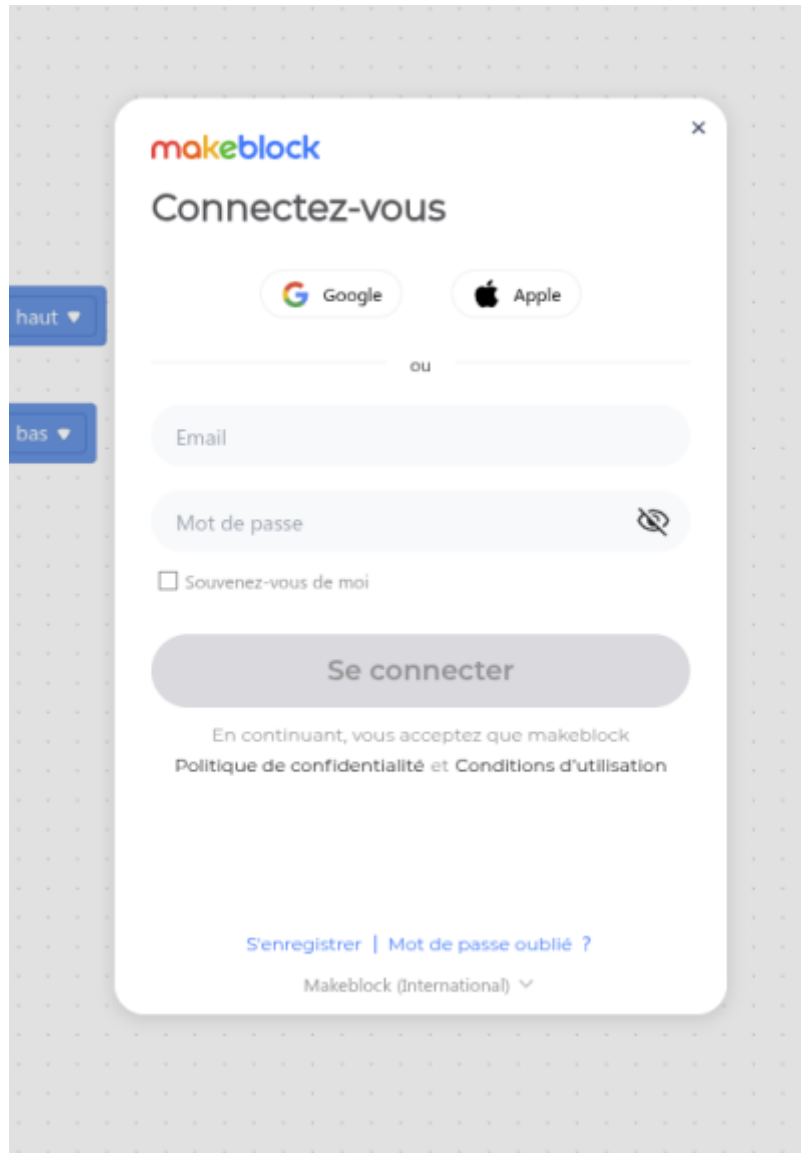 makeblock
Connectez-vous
Google
Apple
haut
ou
bas
Email
Mot de passe
Souvenez-vous de moi
Se connecter
En continuant, vous acceptez que makeblock
Politique de confidentialité et Conditions d'utilisation
S'enregistrer | Mot de passe oublié ?
Makeblock (International)